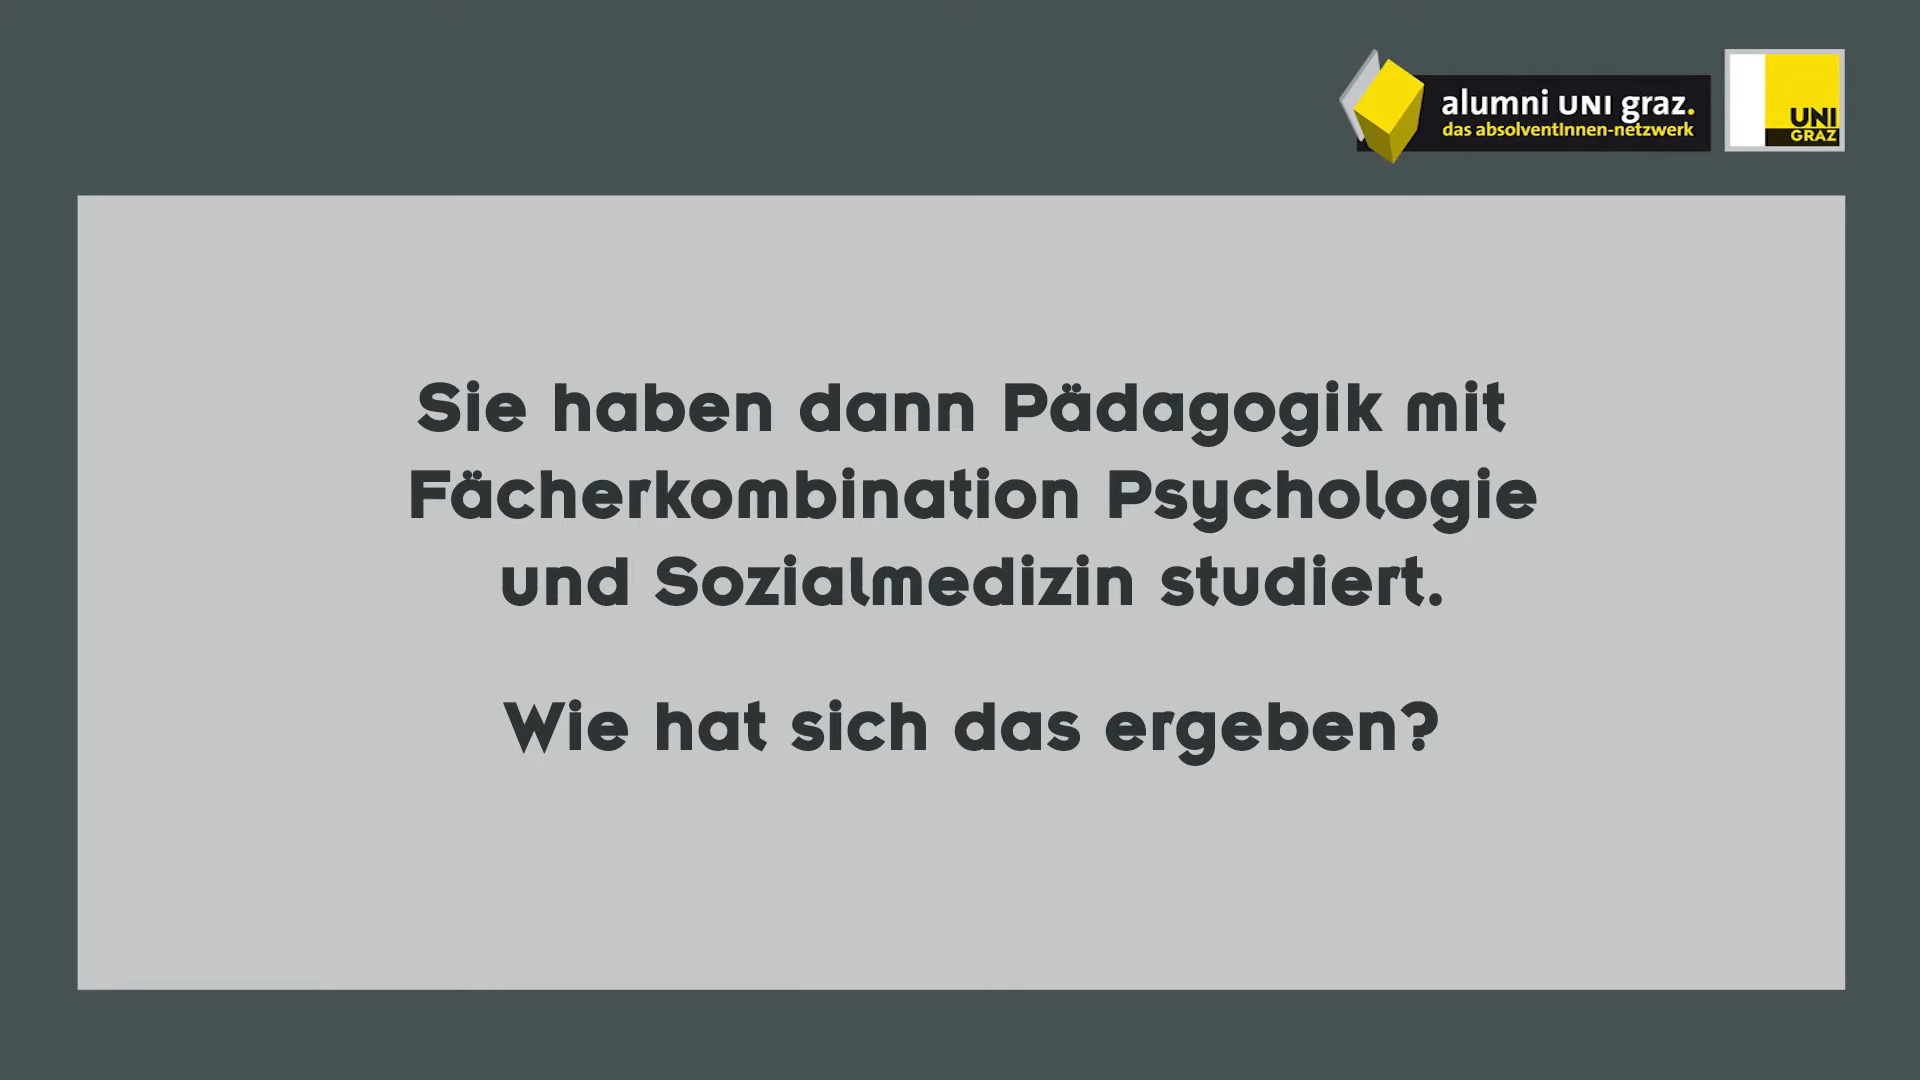 alumni UNI graz.
das absolventInnen-netzwerk
UNI
GRAZ
Sie haben dann Pädagogik mit
Fächerkombination Psychologie
und Sozialmedizin studiert.
Wie hat sich das ergeben?